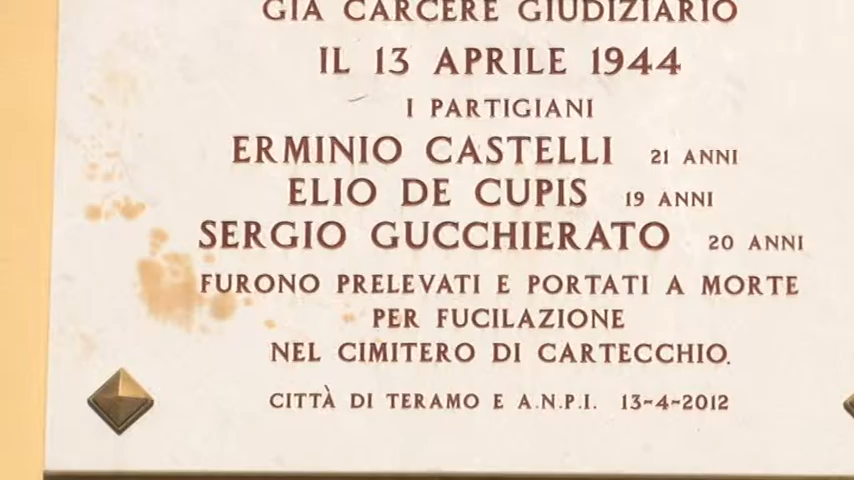 GIÀ CARCERE GIUDIZIARIO
IL 13 APRILE 1944
I PARTIGIANI
ERMINIO CASTELLI 21 ANNI
ELIO DE CUPIS 19 ANNI
SERGIO GUCCHIERATO 20 ANNI
FURONO PRELEVATI E PORTATI A MORTE
PER FUCILAZIONE
NEL CIMITERO DI CARTECCHIO.
CITTÀ DI TERAMO E A.N.P.I. 13-4-2012